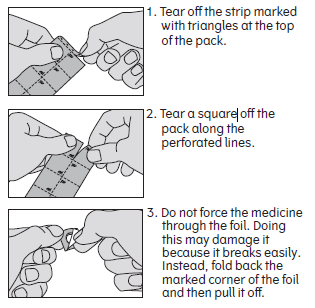 1. Tear off the strip marked
with triangles at the top
of the pack.
2. Tear a square off the
pack along the
perforated lines.
3. Do not force the medicine
through the foil. Doing
this may damage it
because it breaks easily.
Instead, fold back the
marked corner of the foil
and then pull it off.